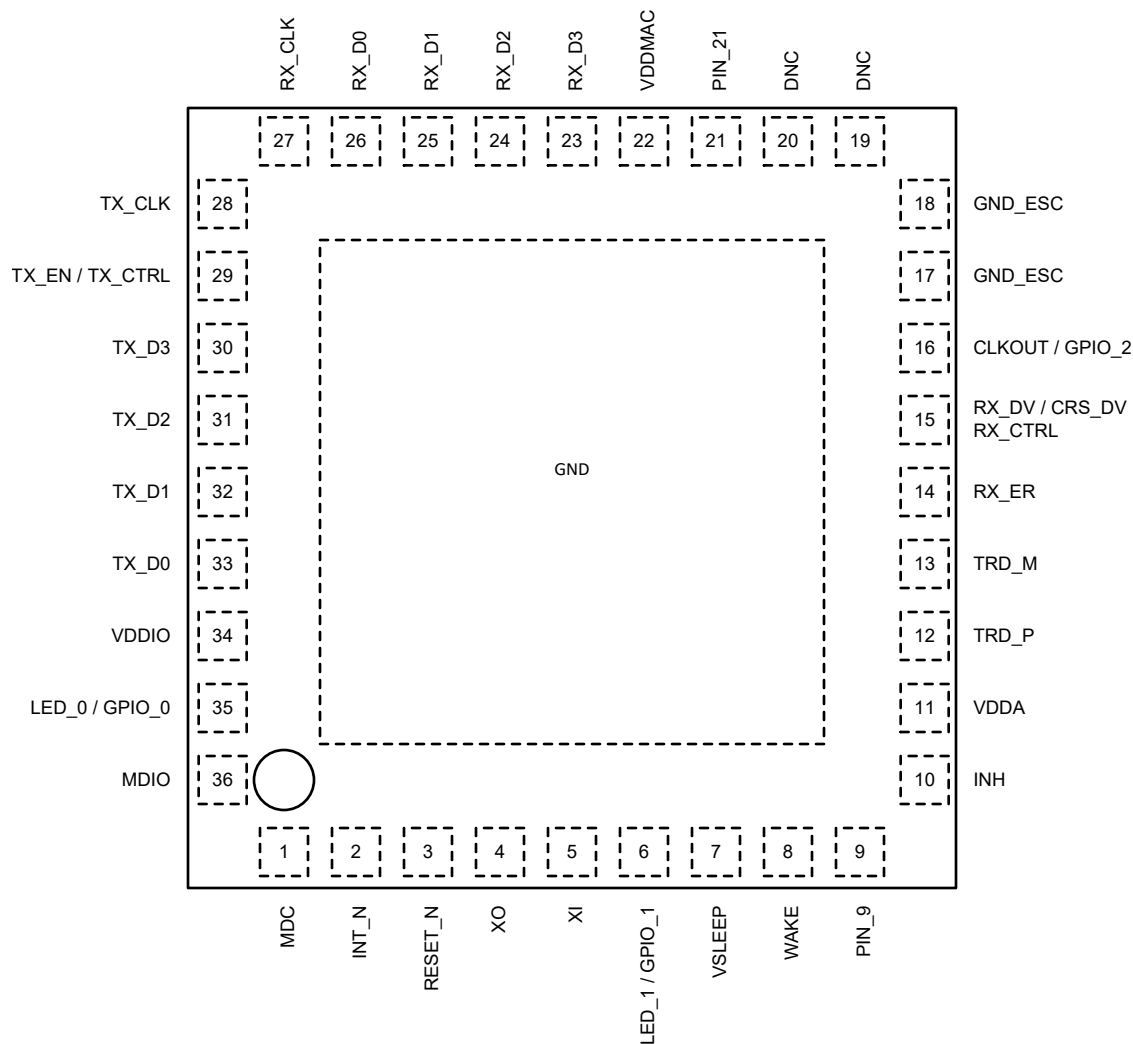 RX_CLK
RX_D0
RX_D1
RX_D2
RX_D3
VDDMAC
PIN_21
DNC
DNC
27
26
25
24
23
22
21
20
19
TX_CLK
28
18
GND_ESC
TX_EN / TX_CTRL
29
17
GND_ESC
TX_D3
30
16
CLKOUT / GPIO_2
TX_D2
31
15
RX_DV / CRS_DV
RX_CTRL
GND
TX_D1
32
14
RX_ER
TX_D0
33
13
TRD_M
VDDIO
34
12
TRD_P
LED_0 / GPIO_0
35
11
VDDA
MDIO
36
10
INH
1
2
3
4
5
6
7
8
9
MDC
INT_N
RESET_N
XO
XI
LED_1 / GPIO_1
VSLEEP
WAKE
PIN_9